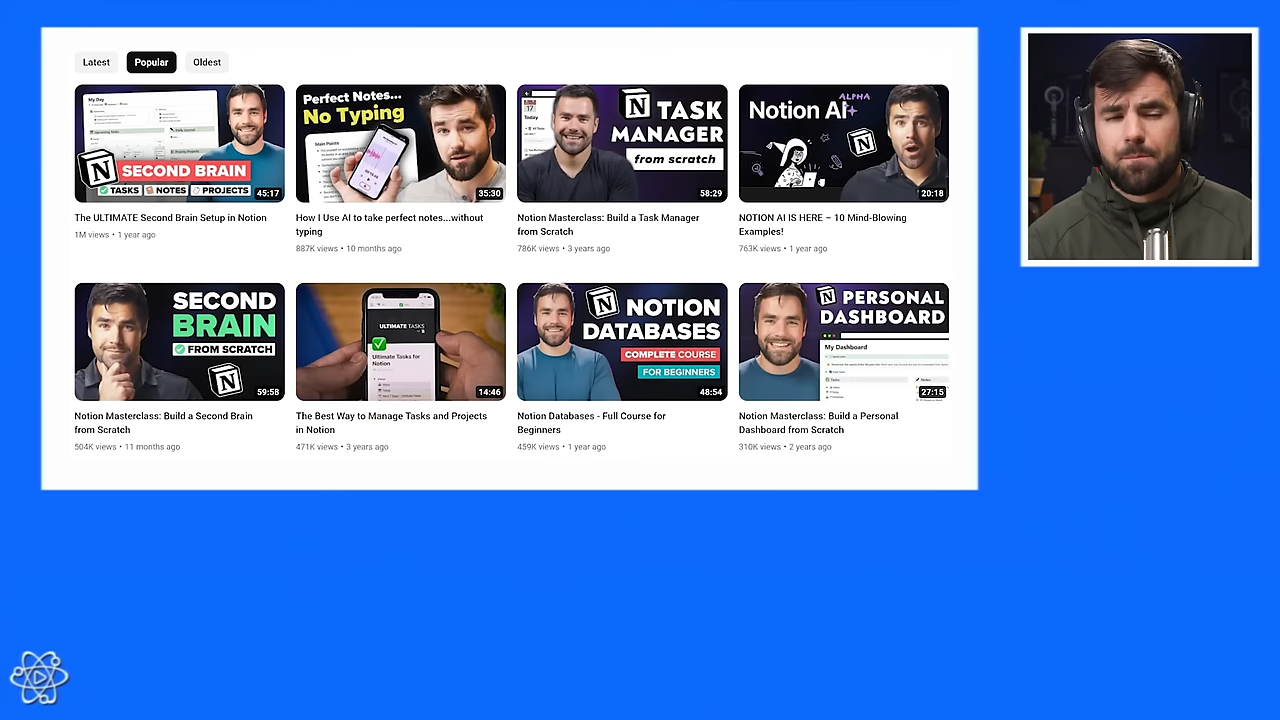 Latest
Popular
Oldest
My Day
N
SECOND BRAIN
TASKS
NOTES
PROJECTS
45:17
Perfect Notes...
No Typing
Main Points
35:30
17
Today
N
TASK
MANAGER
from scratch
58:29
ALPHA
Notion AI
N
20:18
The ULTIMATE Second Brain Setup in Notion
1M views • 1 year ago
How I Use AI to take perfect notes...without
typing
887K views • 10 months ago
Notion Masterclass: Build a Task Manager
from Scratch
786K views • 3 years ago
NOTION AI IS HERE – 10 Mind-Blowing
Examples!
763K views • 1 year ago
SECOND
BRAIN
FROM SCRATCH
N
59:58
ULTIMATE TASKS
Ultimate Tasks for
Notion
14:46
N
NOTION
DATABASES
COMPLETE COURSE
FOR BEGINNERS
48:54
N
PERSONAL
DASHBOARD
My Dashboard
Tasks
Notes
27:15
Notion Masterclass: Build a Second Brain
from Scratch
504K views • 11 months ago
The Best Way to Manage Tasks and Projects
in Notion
471K views • 3 years ago
Notion Databases - Full Course for
Beginners
459K views • 1 year ago
Notion Masterclass: Build a Personal
Dashboard from Scratch
310K views • 2 years ago